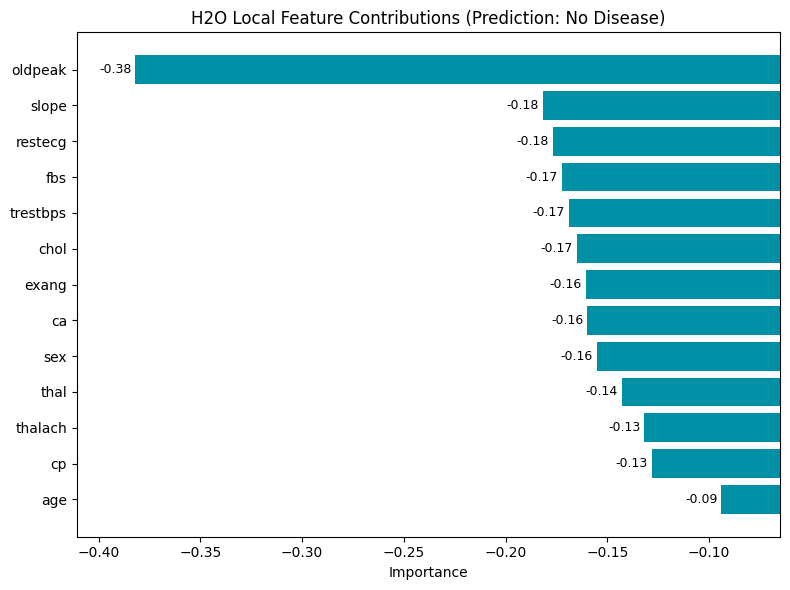 H2O Local Feature Contributions (Prediction: No Disease)
oldpeak -0.38
slope -0.18
restecg -0.18
fbs -0.17
trestbps -0.17
chol -0.17
exang -0.16
ca -0.16
sex -0.16
thal -0.14
thalach -0.13
cp -0.13
age -0.09
−0.40 −0.35 −0.30 −0.25 −0.20 −0.15 −0.10
Importance